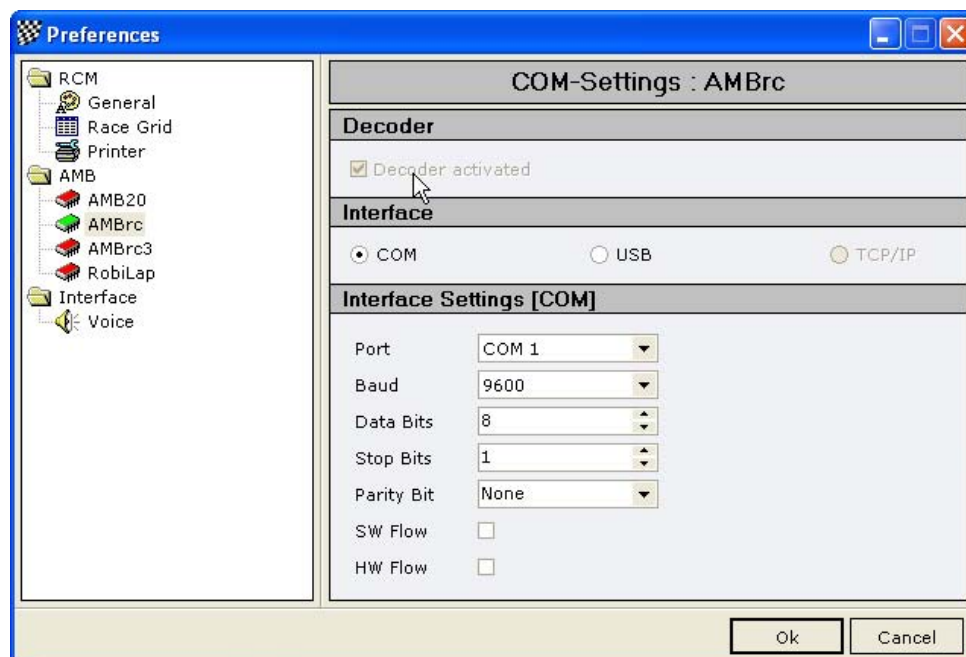 Preferences
RCM
General
Race Grid
Printer
AMB
AMB20
AMBrc
AMBrc3
RobiLap
Interface
Voice
COM-Settings : AMBrc
Decoder
Decoder activated
Interface
COM USB TCP/IP
Interface Settings [COM]
Port COM 1
Baud 9600
Data Bits 8
Stop Bits 1
Parity Bit None
SW Flow
HW Flow
Ok Cancel